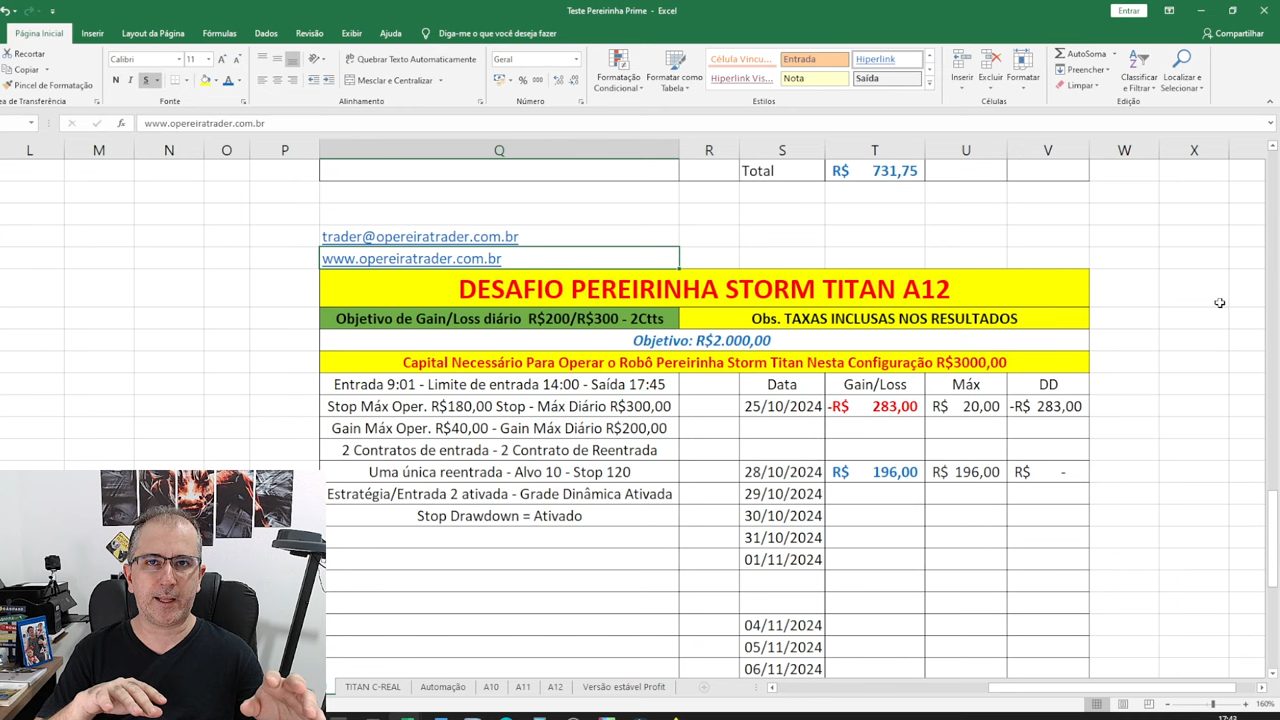 Teste Pereirinha Prime - Excel
Entrar
Página Inicial Inserir Layout da Página Fórmulas Dados Revisão Exibir Ajuda Diga-me o que você deseja fazer Compartilhar
Recortar
Copiar
Pincel de Formatação
Calibri 11
N I S
Quebrar Texto Automaticamente
Mesclar e Centralizar
Geral
% 000
Formatação Condicional
Formatar como Tabela
Célula Vincu... Entrada Hiperlink
Hiperlink Vis... Nota Saída
Inserir Excluir Formatar
AutoSoma
Preencher
Limpar
Classificar e Filtrar
Localizar e Selecionar
a de Transferência Fonte Alinhamento Número Estilos Células Edição
fx www.opereiratrader.com.br
L M N O P Q R S T U V W X
Total R$ 731,75
trader@opereiratrader.com.br
www.opereiratrader.com.br
DESAFIO PEREIRINHA STORM TITAN A12
Objetivo de Gain/Loss diário R$200/R$300 - 2Ctts Obs. TAXAS INCLUSAS NOS RESULTADOS
Objetivo: R$2.000,00
Capital Necessário Para Operar o Robô Pereirinha Storm Titan Nesta Configuração R$3000,00
Entrada 9:01 - Limite de entrada 14:00 - Saída 17:45 Data Gain/Loss Máx DD
Stop Máx Oper. R$180,00 Stop - Máx Diário R$300,00 25/10/2024 -R$ 283,00 R$ 20,00 -R$ 283,00
Gain Máx Oper. R$40,00 - Gain Máx Diário R$200,00
2 Contratos de entrada - 2 Contrato de Reentrada
Uma única reentrada - Alvo 10 - Stop 120 28/10/2024 R$ 196,00 R$ 196,00 R$ -
Estratégia/Entrada 2 ativada - Grade Dinâmica Ativada 29/10/2024
Stop Drawdown = Ativado 30/10/2024
31/10/2024
01/11/2024
04/11/2024
05/11/2024
06/11/2024
TITAN C-REAL Automação A10 A11 A12 Versão estável Profit
160%
17:43